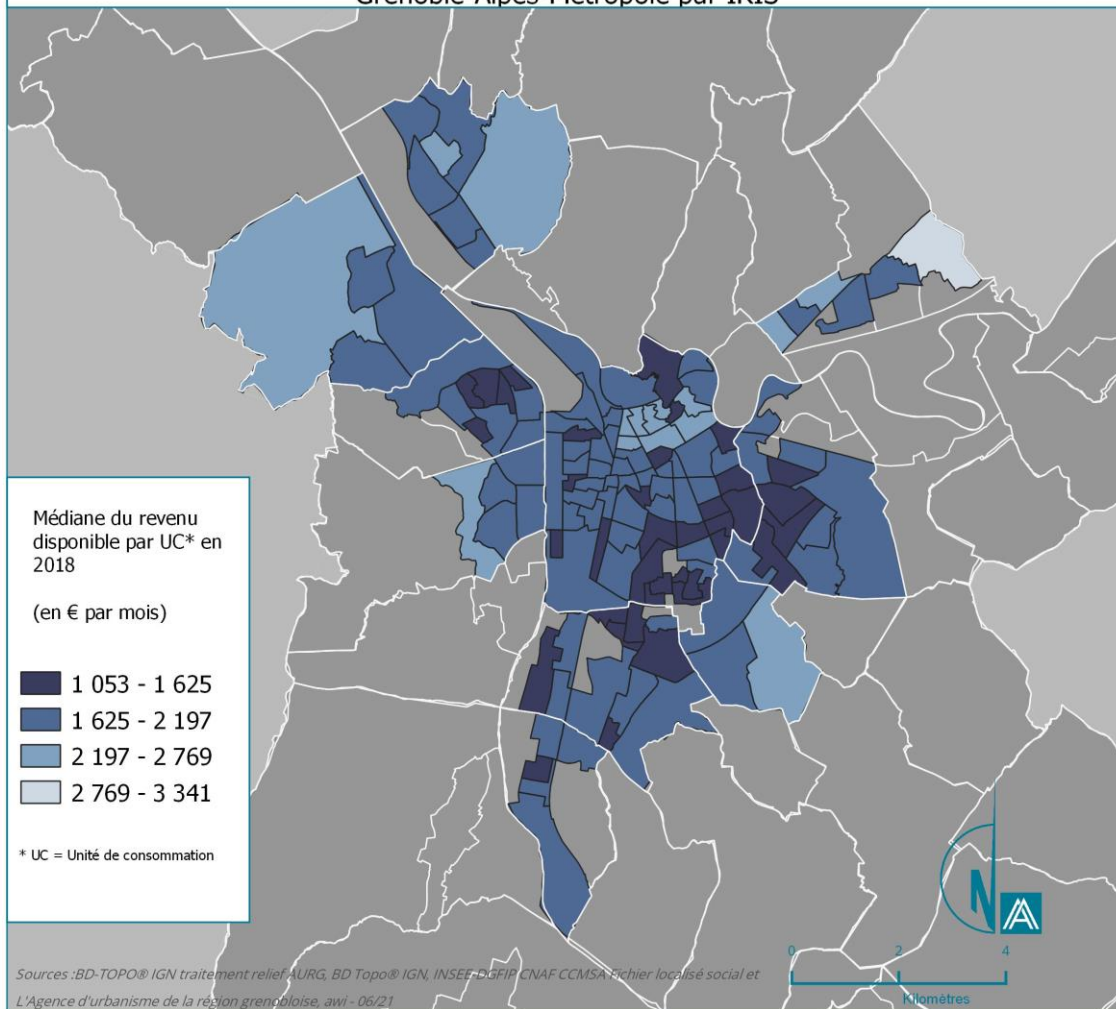 Grenoble-Alpes Métropole par IRIS
Médiane du revenu
disponible par UC* en
2018
(en € par mois)
1 053 - 1 625
1 625 - 2 197
2 197 - 2 769
2 769 - 3 341
* UC = Unité de consommation
N
0 2 4
Kilomètres
Sources :BD-TOPO® IGN traitement relief AURG, BD Topo® IGN, INSEE-DGFIP-CNAF-CCMSA Fichier localisé social et
L'Agence d'urbanisme de la région grenobloise, awi - 06/21